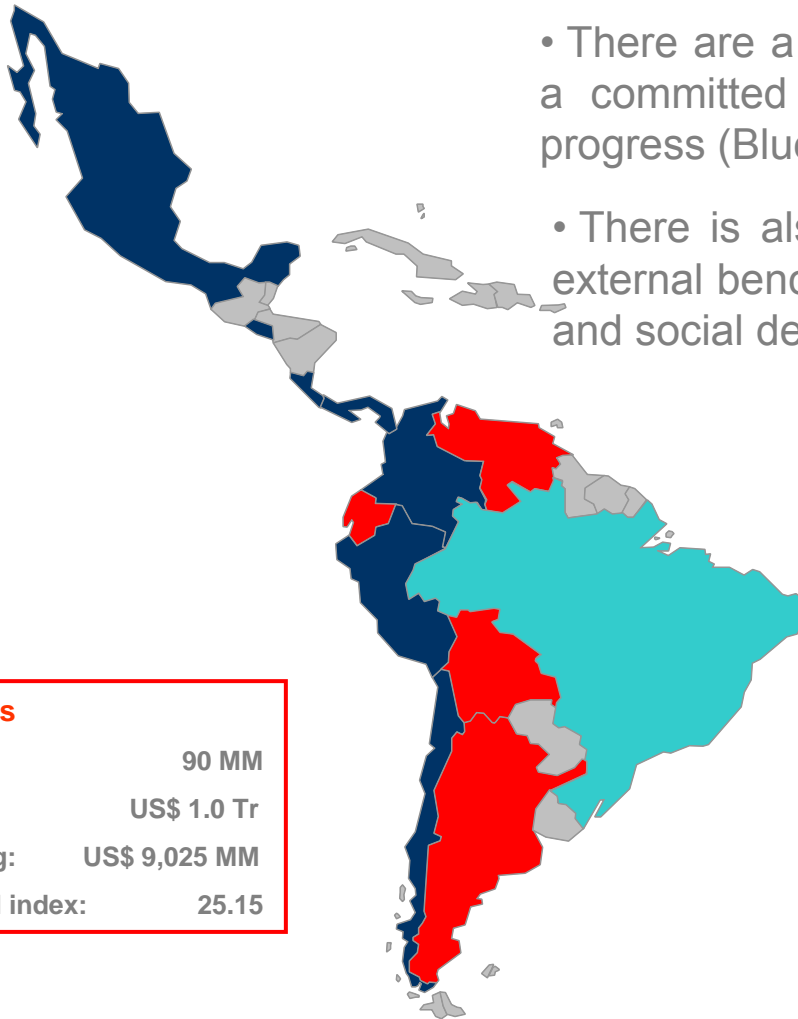 • There are a
a committed
progress (Blue
• There is als
external benc
and social de
s
90 MM
US$ 1.0 Tr
g: US$ 9,025 MM
l index: 25.15